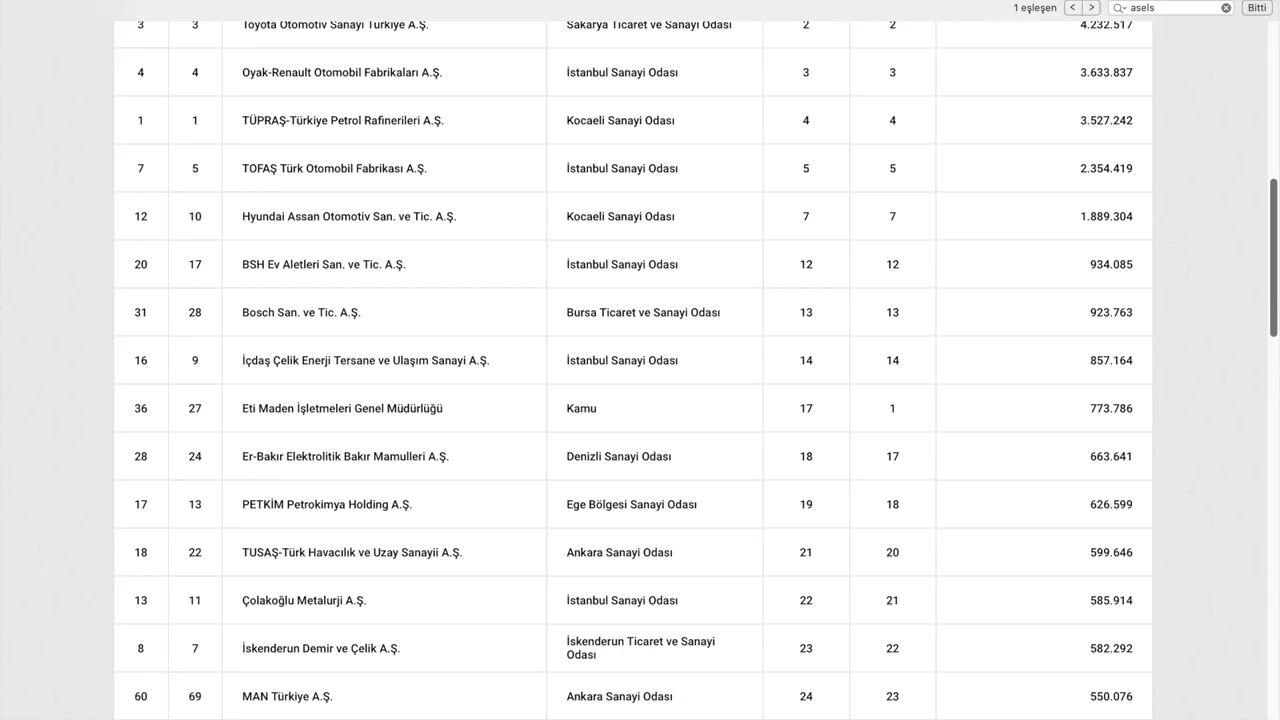 1 eşleşen < > asels Bitti
3 3 Toyota Otomotiv Sanayi Türkiye A.Ş. Sakarya Ticaret ve Sanayi Odası 2 2 4.232.517
4 4 Oyak-Renault Otomobil Fabrikaları A.Ş. İstanbul Sanayi Odası 3 3 3.633.837
1 1 TÜPRAŞ-Türkiye Petrol Rafinerileri A.Ş. Kocaeli Sanayi Odası 4 4 3.527.242
7 5 TOFAŞ Türk Otomobil Fabrikası A.Ş. İstanbul Sanayi Odası 5 5 2.354.419
12 10 Hyundai Assan Otomotiv San. ve Tic. A.Ş. Kocaeli Sanayi Odası 7 7 1.889.304
20 17 BSH Ev Aletleri San. ve Tic. A.Ş. İstanbul Sanayi Odası 12 12 934.085
31 28 Bosch San. ve Tic. A.Ş. Bursa Ticaret ve Sanayi Odası 13 13 923.763
16 9 İçdaş Çelik Enerji Tersane ve Ulaşım Sanayi A.Ş. İstanbul Sanayi Odası 14 14 857.164
36 27 Eti Maden İşletmeleri Genel Müdürlüğü Kamu 17 1 773.786
28 24 Er-Bakır Elektrolitik Bakır Mamulleri A.Ş. Denizli Sanayi Odası 18 17 663.641
17 13 PETKİM Petrokimya Holding A.Ş. Ege Bölgesi Sanayi Odası 19 18 626.599
18 22 TUSAŞ-Türk Havacılık ve Uzay Sanayii A.Ş. Ankara Sanayi Odası 21 20 599.646
13 11 Çolakoğlu Metalurji A.Ş. İstanbul Sanayi Odası 22 21 585.914
8 7 İskenderun Demir ve Çelik A.Ş. İskenderun Ticaret ve Sanayi
Odası 23 22 582.292
60 69 MAN Türkiye A.Ş. Ankara Sanayi Odası 24 23 550.076